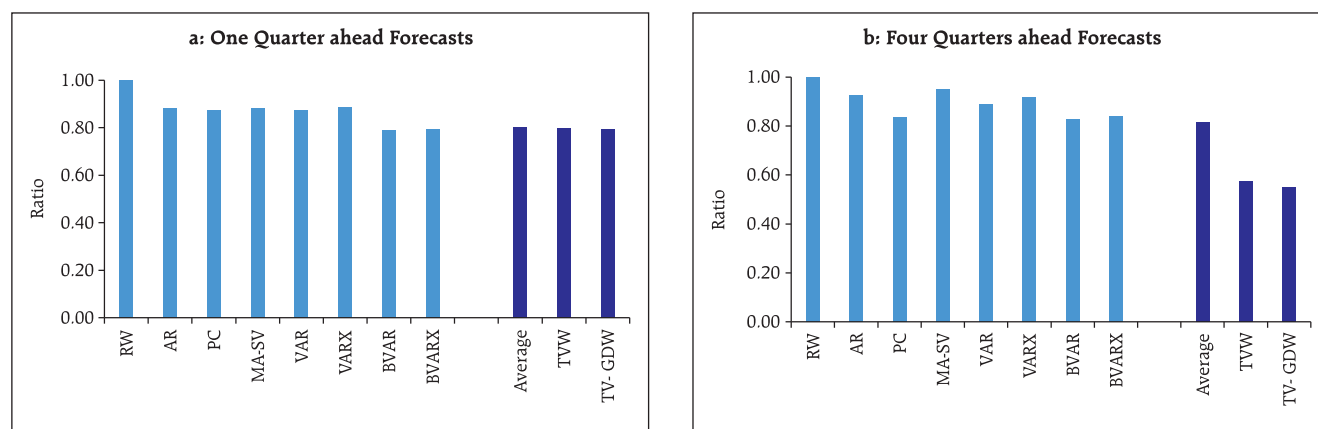 a: One Quarter ahead Forecasts
Ratio
1.00
0.80
0.60
0.40
0.20
0.00
RW
AR
PC
MA-SV
VAR
VARX
BVAR
BVARX
Average
TVW
TV- GDW
b: Four Quarters ahead Forecasts
Ratio
1.00
0.80
0.60
0.40
0.20
0.00
RW
AR
PC
MA-SV
VAR
VARX
BVAR
BVARX
Average
TVW
TV- GDW